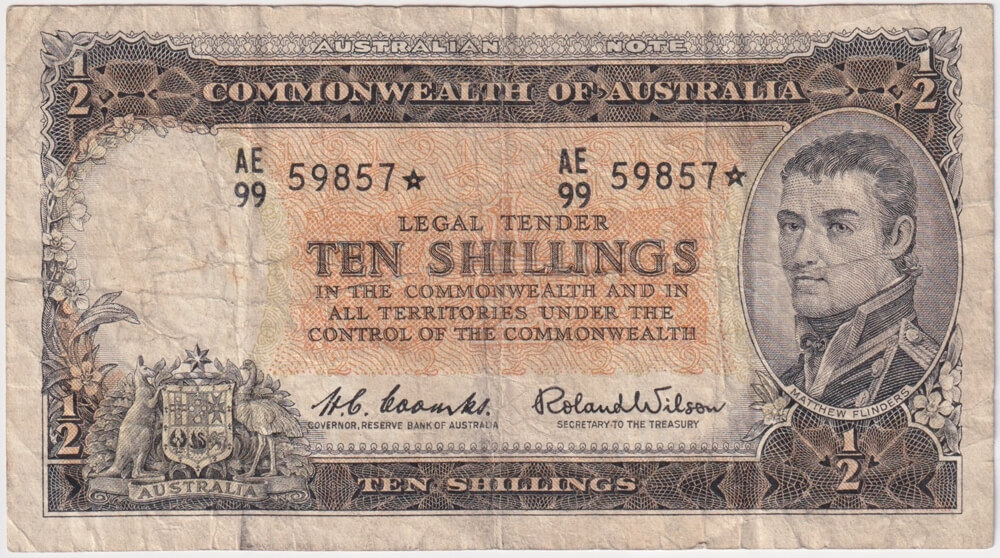 AUSTRALIAN NOTE
1/2 COMMONWEALTH OF AUSTRALIA 1/2
AE 99 59857☆ AE 99 59857☆
LEGAL TENDER
TEN SHILLINGS
IN THE COMMONWEALTH AND IN
ALL TERRITORIES UNDER THE
CONTROL OF THE COMMONWEALTH
H.C. Coombs. Roland Wilson
GOVERNOR, RESERVE BANK OF AUSTRALIA SECRETARY TO THE TREASURY
MATTHEW FLINDERS
1/2 1/2
AUSTRALIA TEN SHILLINGS